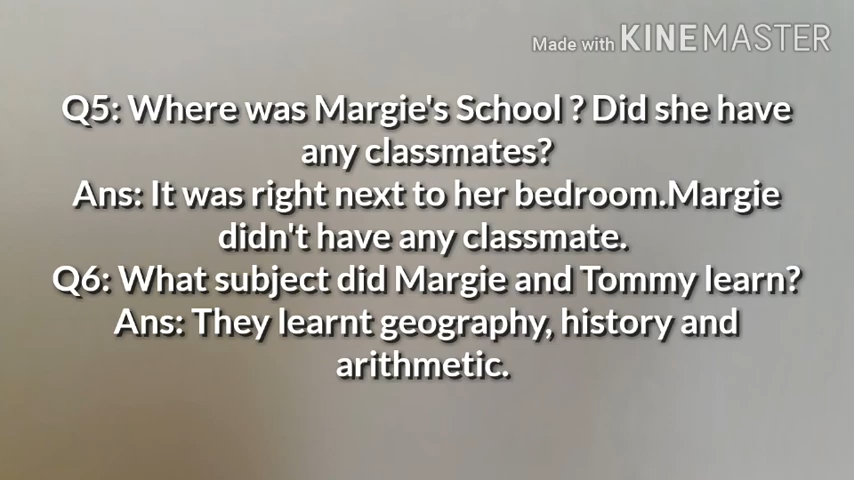 Made with KINEMASTER
Q5: Where was Margie's School ? Did she have
any classmates?
Ans: It was right next to her bedroom.Margie
didn't have any classmate.
Q6: What subject did Margie and Tommy learn?
Ans: They learnt geography, history and
arithmetic.